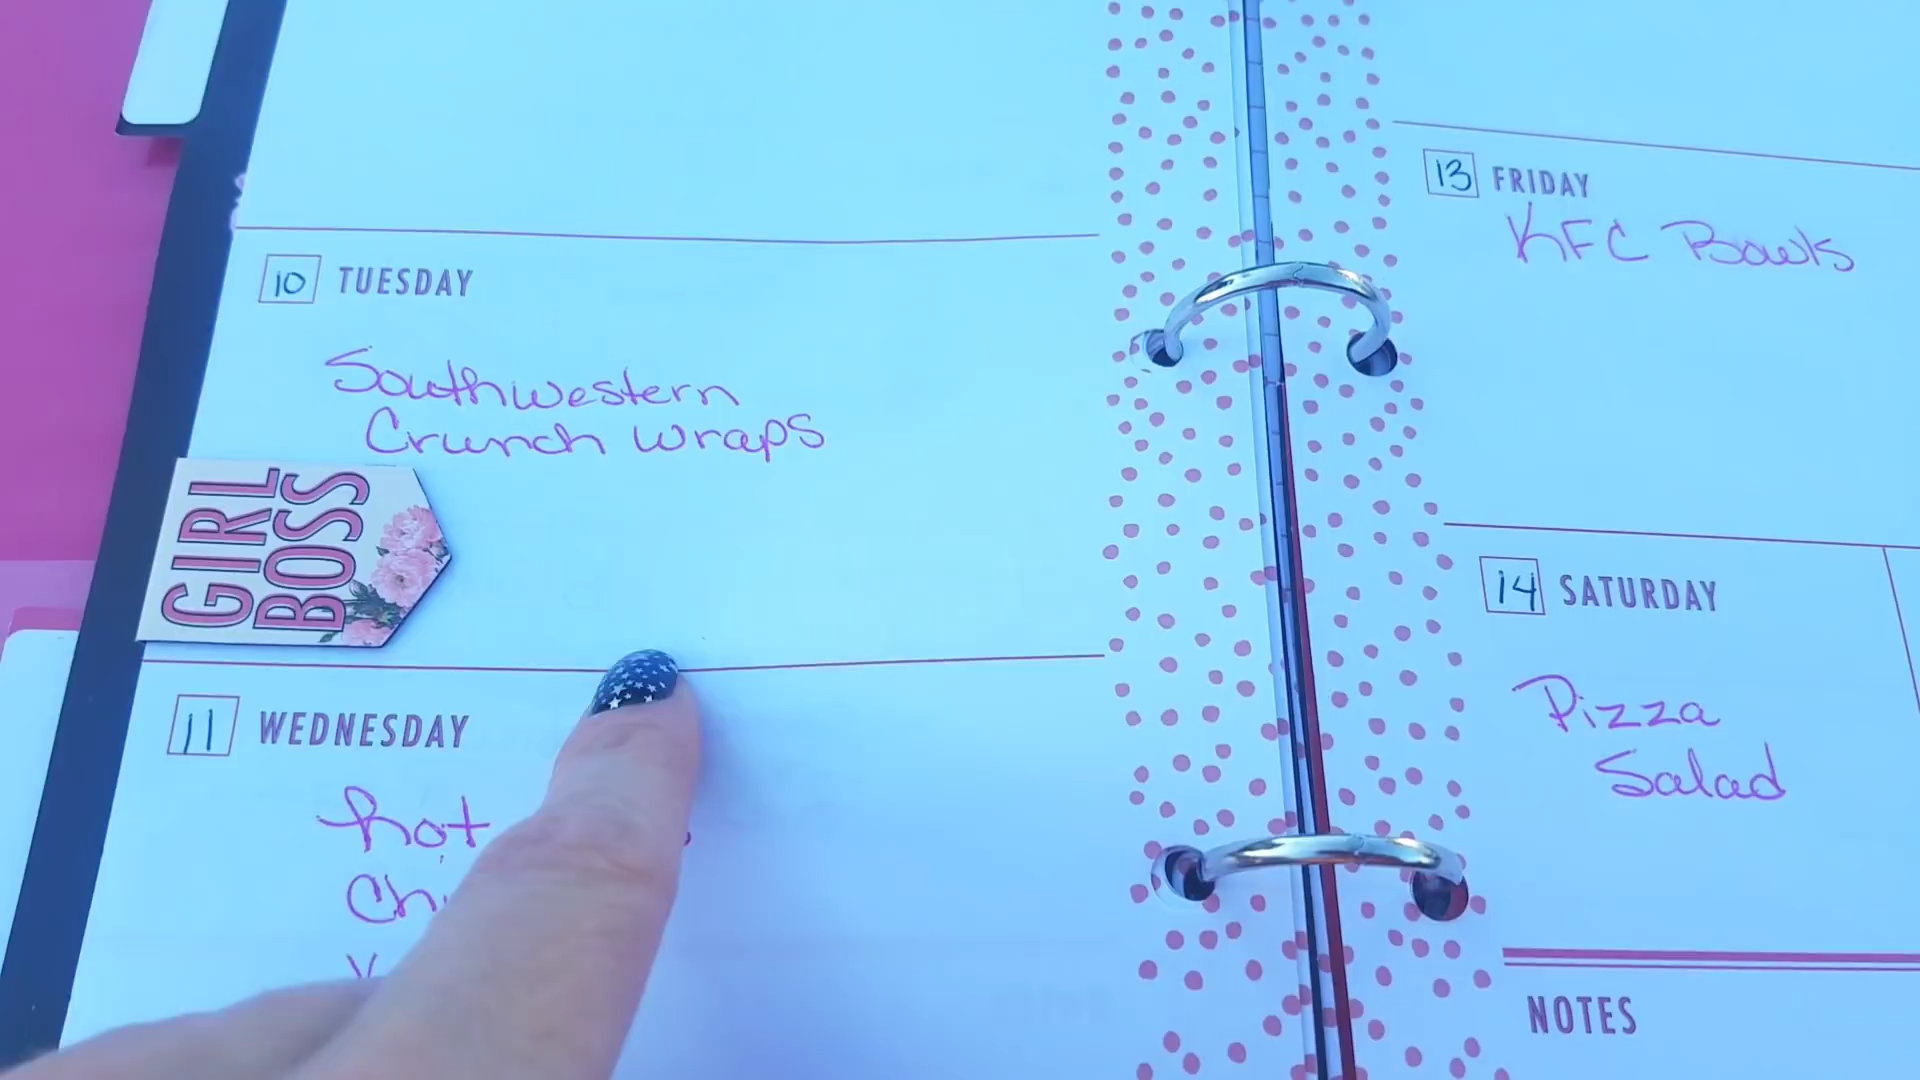 10 TUESDAY
Southwestern
Crunch wraps
GIRL
BOSS
11 WEDNESDAY
hot
13 FRIDAY
KFC Bowls
14 SATURDAY
Pizza
Salad
NOTES